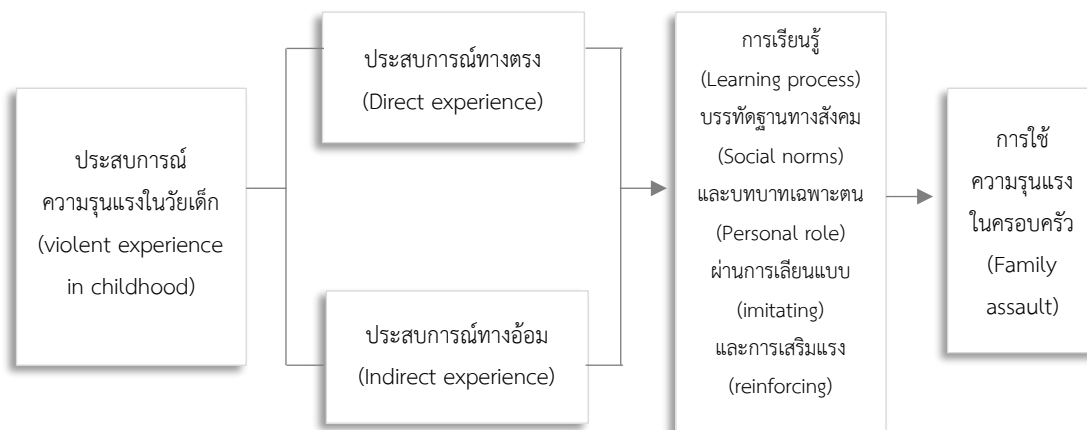 ประสบการณ์
ความรุนแรงในวัยเด็ก
(violent experience
in childhood)
ประสบการณ์ทางตรง
(Direct experience)
ประสบการณ์ทางอ้อม
(Indirect experience)
การเรียนรู้
(Learning process)
บรรทัดฐานทางสังคม
(Social norms)
และบทบาทเฉพาะตน
(Personal role)
ผ่านการเลียนแบบ
(imitating)
และการเสริมแรง
(reinforcing)
การใช้
ความรุนแรง
ในครอบครัว
(Family
assault)